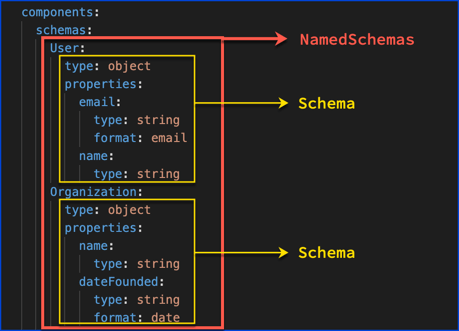 components:
schemas:
User:
NamedSchemas
type: object
properties:
email:
Schema
type: string
format: email
name:
type: string
Organization:
type: object
properties:
name:
Schema
type: string
dateFounded:
type: string
format: date